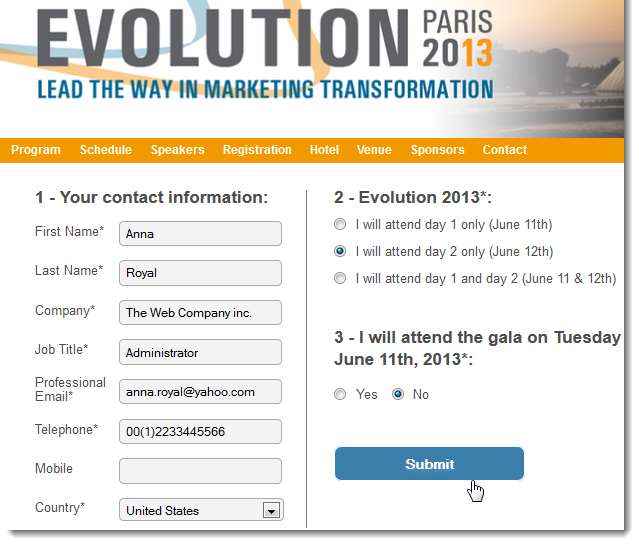 EVOLUTION PARIS 2013
LEAD THE WAY IN MARKETING TRANSFORMATION
Program Schedule Speakers Registration Hotel Venue Sponsors Contact
1 - Your contact information:
First Name* Anna
Last Name* Royal
Company* The Web Company inc.
Job Title* Administrator
Professional
Email* anna.royal@yahoo.com
Telephone* 00(1)2233445566
Mobile
Country* United States
2 - Evolution 2013*:
I will attend day 1 only (June 11th)
I will attend day 2 only (June 12th)
I will attend day 1 and day 2 (June 11 & 12th)
3 - I will attend the gala on Tuesday
June 11th, 2013*:
Yes No
Submit